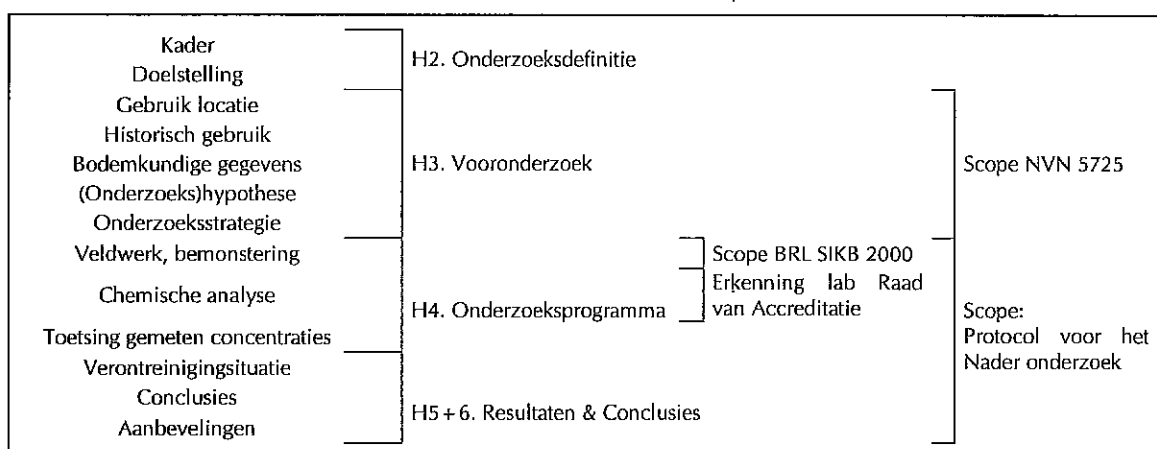 Kader
Doelstelling
H2. Onderzoeksdefinitie
Gebruik locatie
Historisch gebruik
Bodemkundige gegevens
(Onderzoeks)hypothese
Onderzoeksstrategie
H3. Vooronderzoek
Scope NVN 5725
Veldwerk, bemonstering
Chemische analyse
Toetsing gemeten concentraties
H4. Onderzoeksprogramma
Scope BRL SIKB 2000
Erkenning lab Raad
van Accreditatie
Verontreinigingsituatie
Conclusies
Aanbevelingen
H5+6. Resultaten & Conclusies
Scope:
Protocol voor het
Nader onderzoek